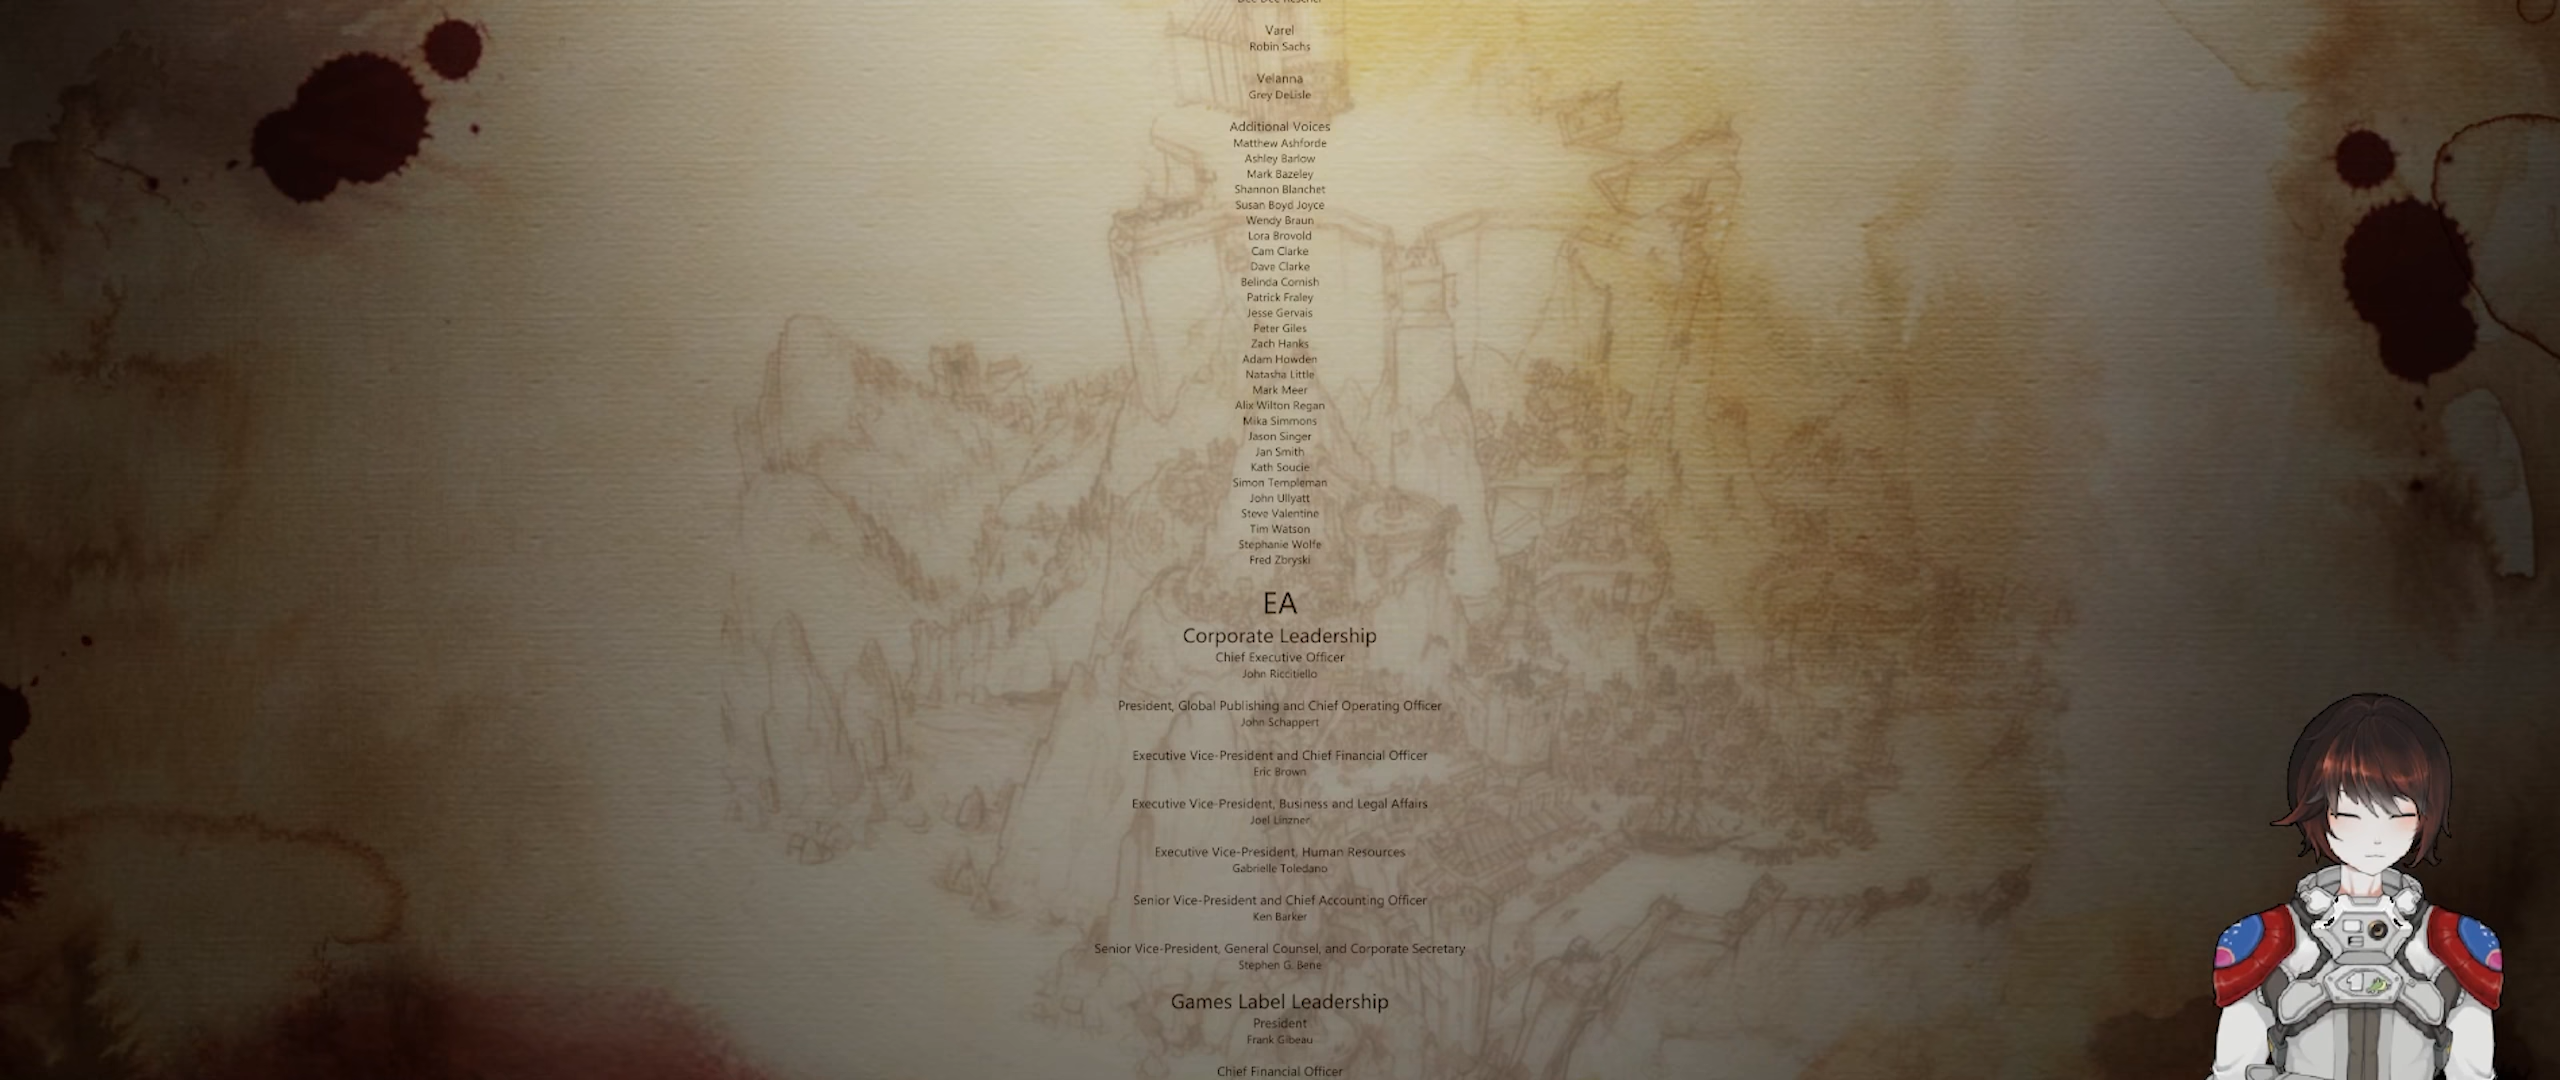 Dee Dee Rescher
Varel
Robin Sachs
Velanna
Grey DeLisle
Additional Voices
Matthew Ashforde
Ashley Barlow
Mark Bazeley
Shannon Blanchet
Susan Boyd Joyce
Wendy Braun
Lora Brovold
Cam Clarke
Dave Clarke
Belinda Cornish
Patrick Fraley
Jesse Gervais
Peter Giles
Zach Hanks
Adam Howden
Natasha Little
Mark Meer
Alix Wilton Regan
Mika Simmons
Jason Singer
Jan Smith
Kath Soucie
Simon Templeman
John Ullyatt
Steve Valentine
Tim Watson
Stephanie Wolfe
Fred Zbryski
EA
Corporate Leadership
Chief Executive Officer
John Riccitiello
President, Global Publishing and Chief Operating Officer
John Schappert
Executive Vice-President and Chief Financial Officer
Eric Brown
Executive Vice-President, Business and Legal Affairs
Joel Linzner
Executive Vice-President, Human Resources
Gabrielle Toledano
Senior Vice-President and Chief Accounting Officer
Ken Barker
Senior Vice-President, General Counsel, and Corporate Secretary
Stephen G. Bene
Games Label Leadership
President
Frank Gibeau
Chief Financial Officer